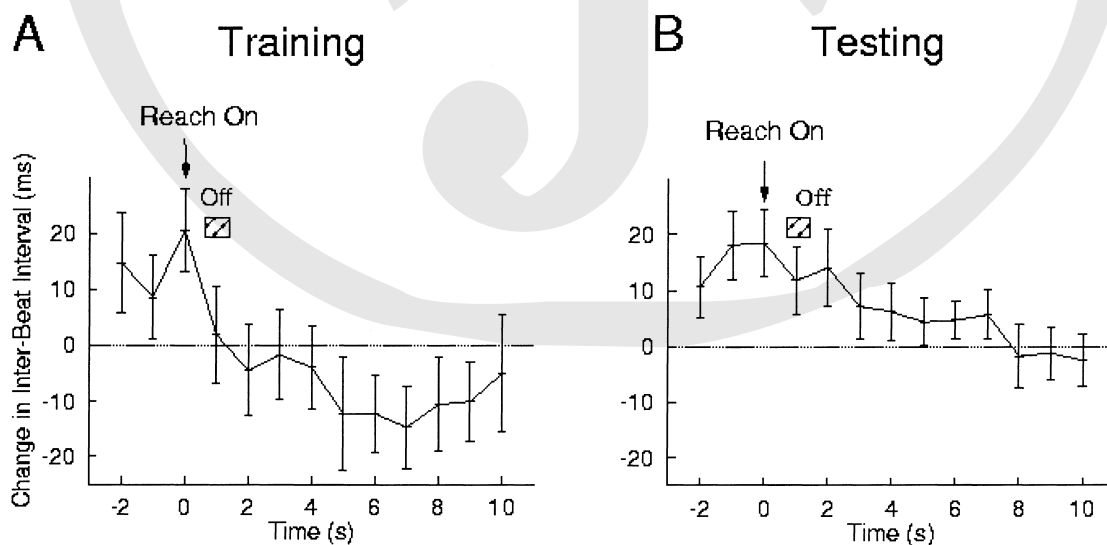 A Training
B Testing
Reach On
Off
Change in Inter-Beat Interval (ms)
20
10
0
-10
-20
-2 0 2 4 6 8 10
Time (s)
Reach On
Off
20
10
0
-10
-20
-2 0 2 4 6 8 10
Time (s)